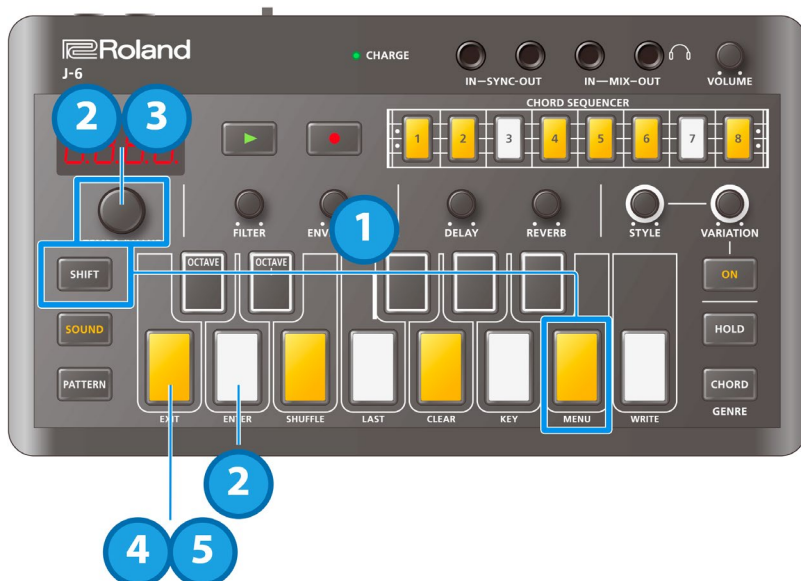 Roland
J-6
CHARGE
IN–SYNC–OUT
IN–MIX–OUT
VOLUME
2
3
CHORD SEQUENCER
1
2
3
4
5
6
7
8
1
FILTER
DELAY
REVERB
STYLE
VARIATION
SHIFT
OCTAVE
OCTAVE
ON
SOUND
HOLD
PATTERN
CHORD
EXIT
ENTER
SHUFFLE
LAST
CLEAR
KEY
MENU
WRITE
GENRE
2
4
5